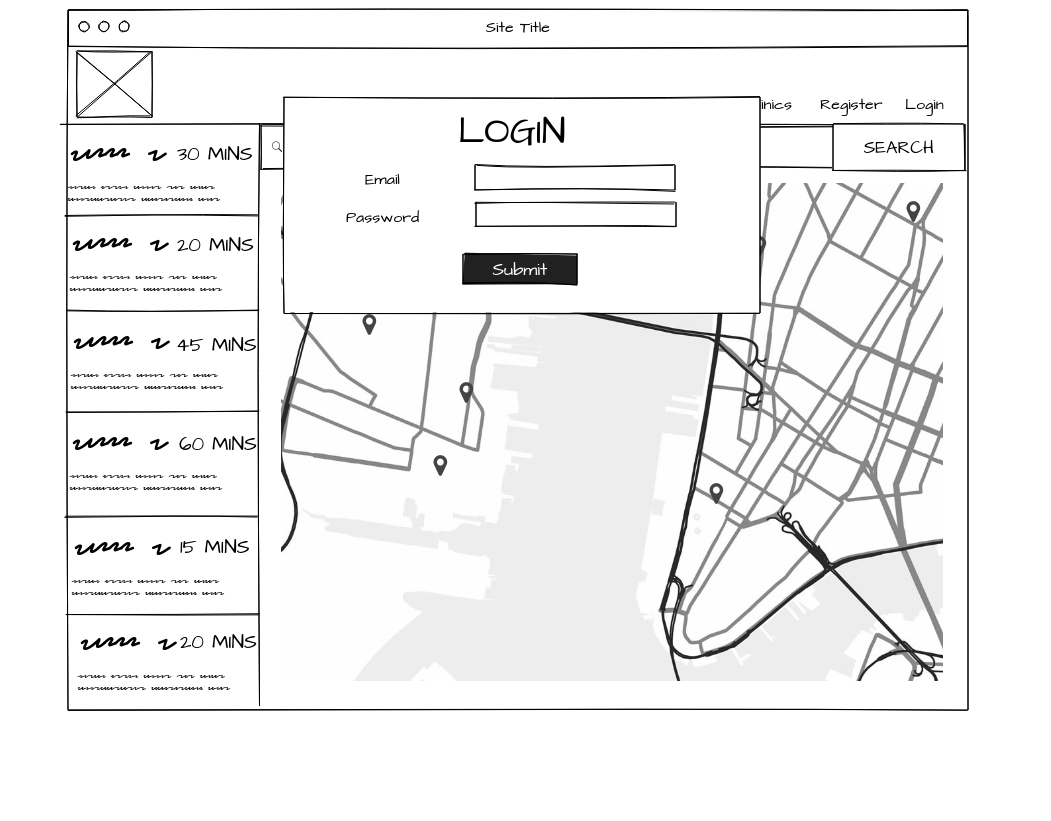 Site Title
inics Register Login
SEARCH
LOGIN
Email
Password
Submit
30 MINS
20 MINS
45 MINS
60 MINS
15 MINS
20 MINS